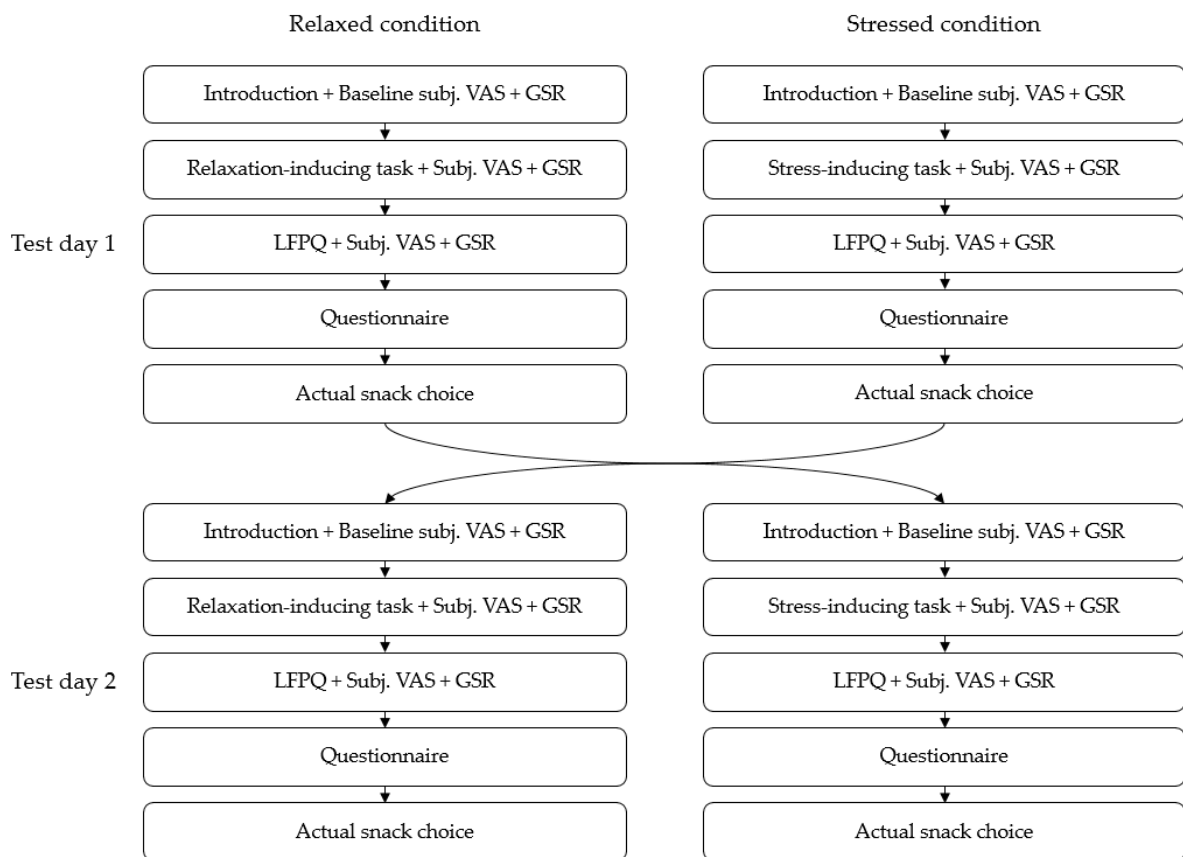 Relaxed condition
Stressed condition
Introduction + Baseline subj. VAS + GSR
Introduction + Baseline subj. VAS + GSR
Relaxation-inducing task + Subj. VAS + GSR
Stress-inducing task + Subj. VAS + GSR
Test day 1
LFPQ + Subj. VAS + GSR
LFPQ + Subj. VAS + GSR
Questionnaire
Questionnaire
Actual snack choice
Actual snack choice
Introduction + Baseline subj. VAS + GSR
Introduction + Baseline subj. VAS + GSR
Relaxation-inducing task + Subj. VAS + GSR
Stress-inducing task + Subj. VAS + GSR
Test day 2
LFPQ + Subj. VAS + GSR
LFPQ + Subj. VAS + GSR
Questionnaire
Questionnaire
Actual snack choice
Actual snack choice